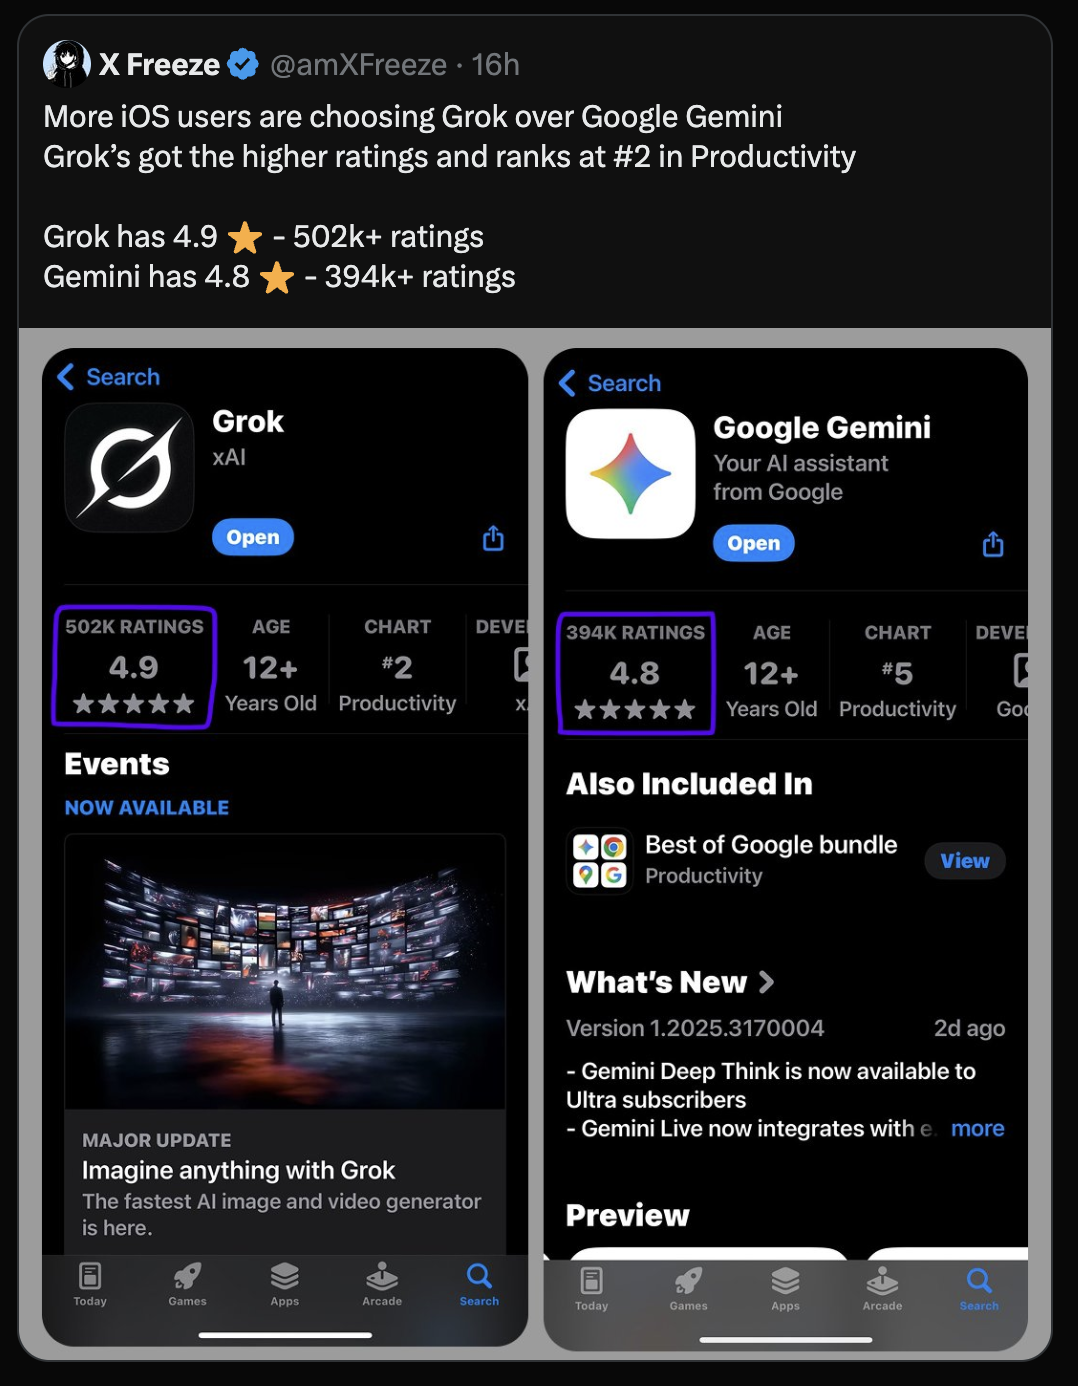 X Freeze @amXFreeze · 16h
More iOS users are choosing Grok over Google Gemini
Grok's got the higher ratings and ranks at #2 in Productivity
Grok has 4.9 ⭐ - 502k+ ratings
Gemini has 4.8 ⭐ - 394k+ ratings
Search
Grok
xAI
Open
502K RATINGS
4.9
AGE
12+
Years Old
CHART
#2
Productivity
DEVE
x.
Events
NOW AVAILABLE
MAJOR UPDATE
Imagine anything with Grok
The fastest AI image and video generator
is here.
Today
Games
Apps
Arcade
Search
Search
Google Gemini
Your AI assistant
from Google
Open
394K RATINGS
4.8
AGE
12+
Years Old
CHART
#5
Productivity
DEVE
Goo
Also Included In
Best of Google bundle
Productivity
View
What's New
Version 1.2025.3170004 2d ago
- Gemini Deep Think is now available to
Ultra subscribers
- Gemini Live now integrates with e. more
Preview
Today
Games
Apps
Arcade
Search